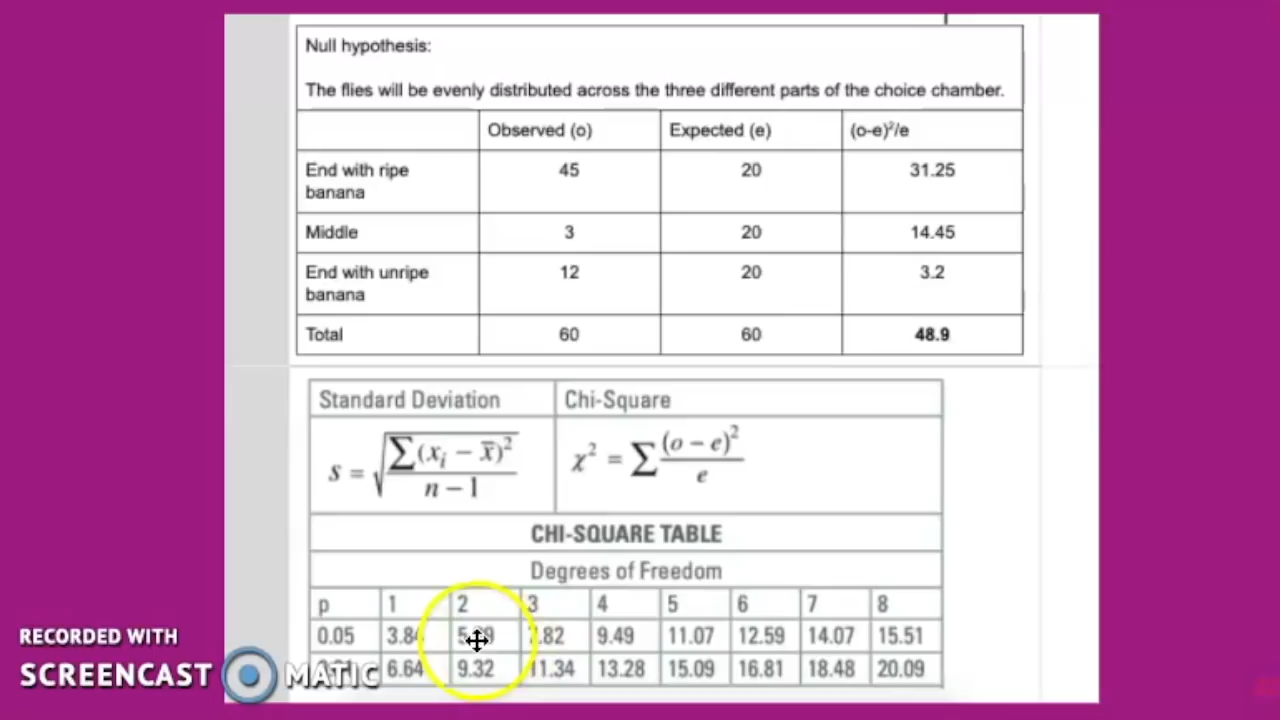 Null hypothesis:
The flies will be evenly distributed across the three different parts of the choice chamber.
Observed (o) Expected (e) (o-e)²/e
End with ripe banana 45 20 31.25
Middle 3 20 14.45
End with unripe banana 12 20 3.2
Total 60 60 48.9
Standard Deviation Chi-Square
s = √(∑(xᵢ − x̅)² / (n − 1)) χ² = ∑ (o − e)² / e
CHI-SQUARE TABLE
Degrees of Freedom
p 1 2 3 4 5 6 7 8
0.05 3.84 9.49 11.07 12.59 14.07 15.51
6.64 9.32 11.34 13.28 15.09 16.81 18.48 20.09
RECORDED WITH
SCREENCAST MATIC